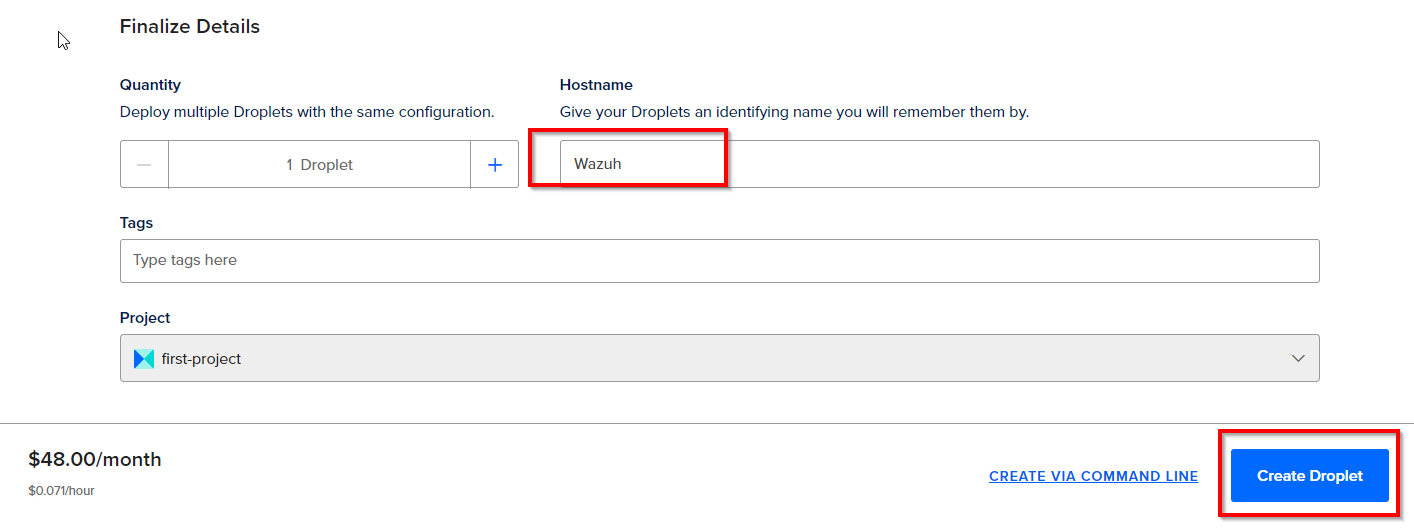 Finalize Details
Quantity
Deploy multiple Droplets with the same configuration.
1 Droplet
Hostname
Give your Droplets an identifying name you will remember them by.
Wazuh
Tags
Type tags here
Project
first-project
$48.00/month
$0.071/hour
CREATE VIA COMMAND LINE
Create Droplet